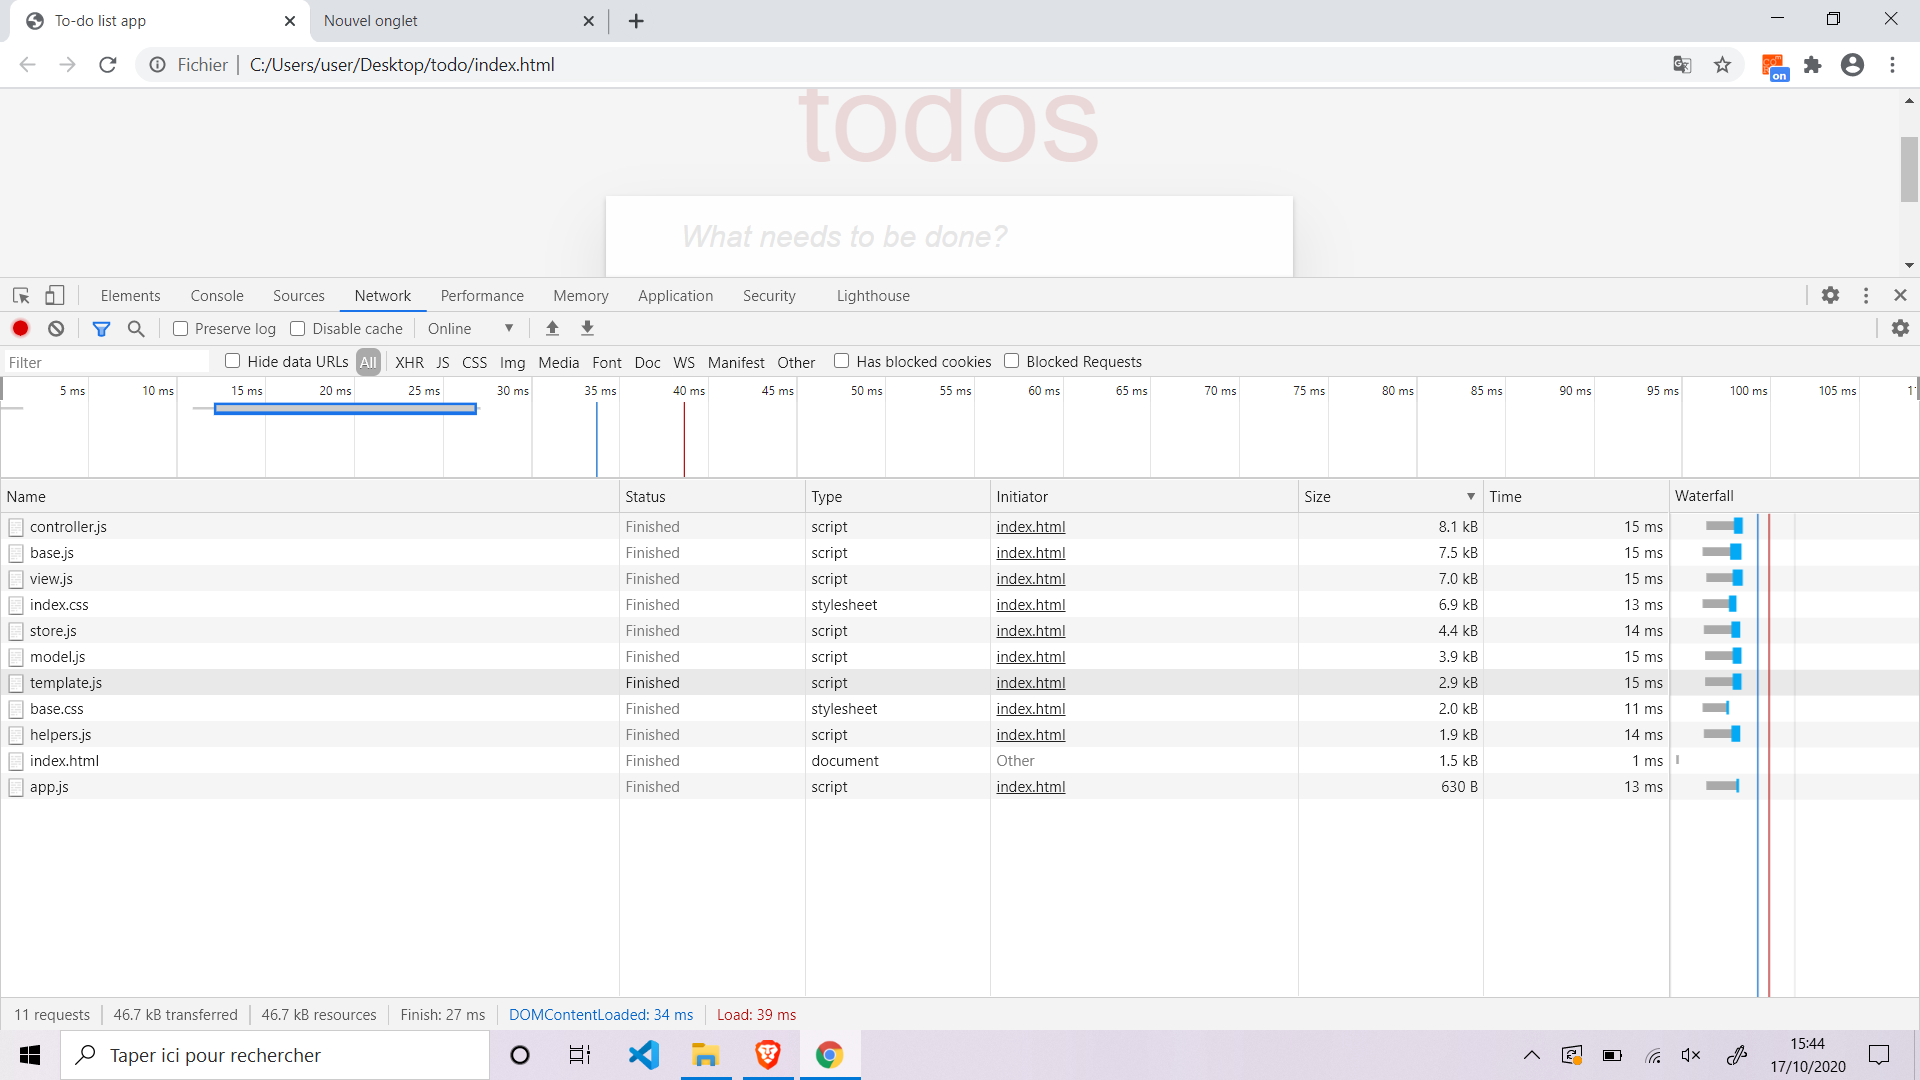 To-do list app
Nouvel onglet
Fichier
C:/Users/user/Desktop/todo/index.html
on
todos
What needs to be done?
Elements Console Sources Network Performance Memory Application Security Lighthouse
Preserve log Disable cache Online
Filter Hide data URLs All XHR JS CSS Img Media Font Doc WS Manifest Other Has blocked cookies Blocked Requests
5 ms 10 ms 15 ms 20 ms 25 ms 30 ms 35 ms 40 ms 45 ms 50 ms 55 ms 60 ms 65 ms 70 ms 75 ms 80 ms 85 ms 90 ms 95 ms 100 ms 105 ms
Name Status Type Initiator Size Time Waterfall
controller.js Finished script index.html 8.1 kB 15 ms
base.js Finished script index.html 7.5 kB 15 ms
view.js Finished script index.html 7.0 kB 15 ms
index.css Finished stylesheet index.html 6.9 kB 13 ms
store.js Finished script index.html 4.4 kB 14 ms
model.js Finished script index.html 3.9 kB 15 ms
template.js Finished script index.html 2.9 kB 15 ms
base.css Finished stylesheet index.html 2.0 kB 11 ms
helpers.js Finished script index.html 1.9 kB 14 ms
index.html Finished document Other 1.5 kB 1 ms
app.js Finished script index.html 630 B 13 ms
11 requests 46.7 kB transferred 46.7 kB resources Finish: 27 ms DOMContentLoaded: 34 ms Load: 39 ms
Taper ici pour rechercher
15:44
17/10/2020